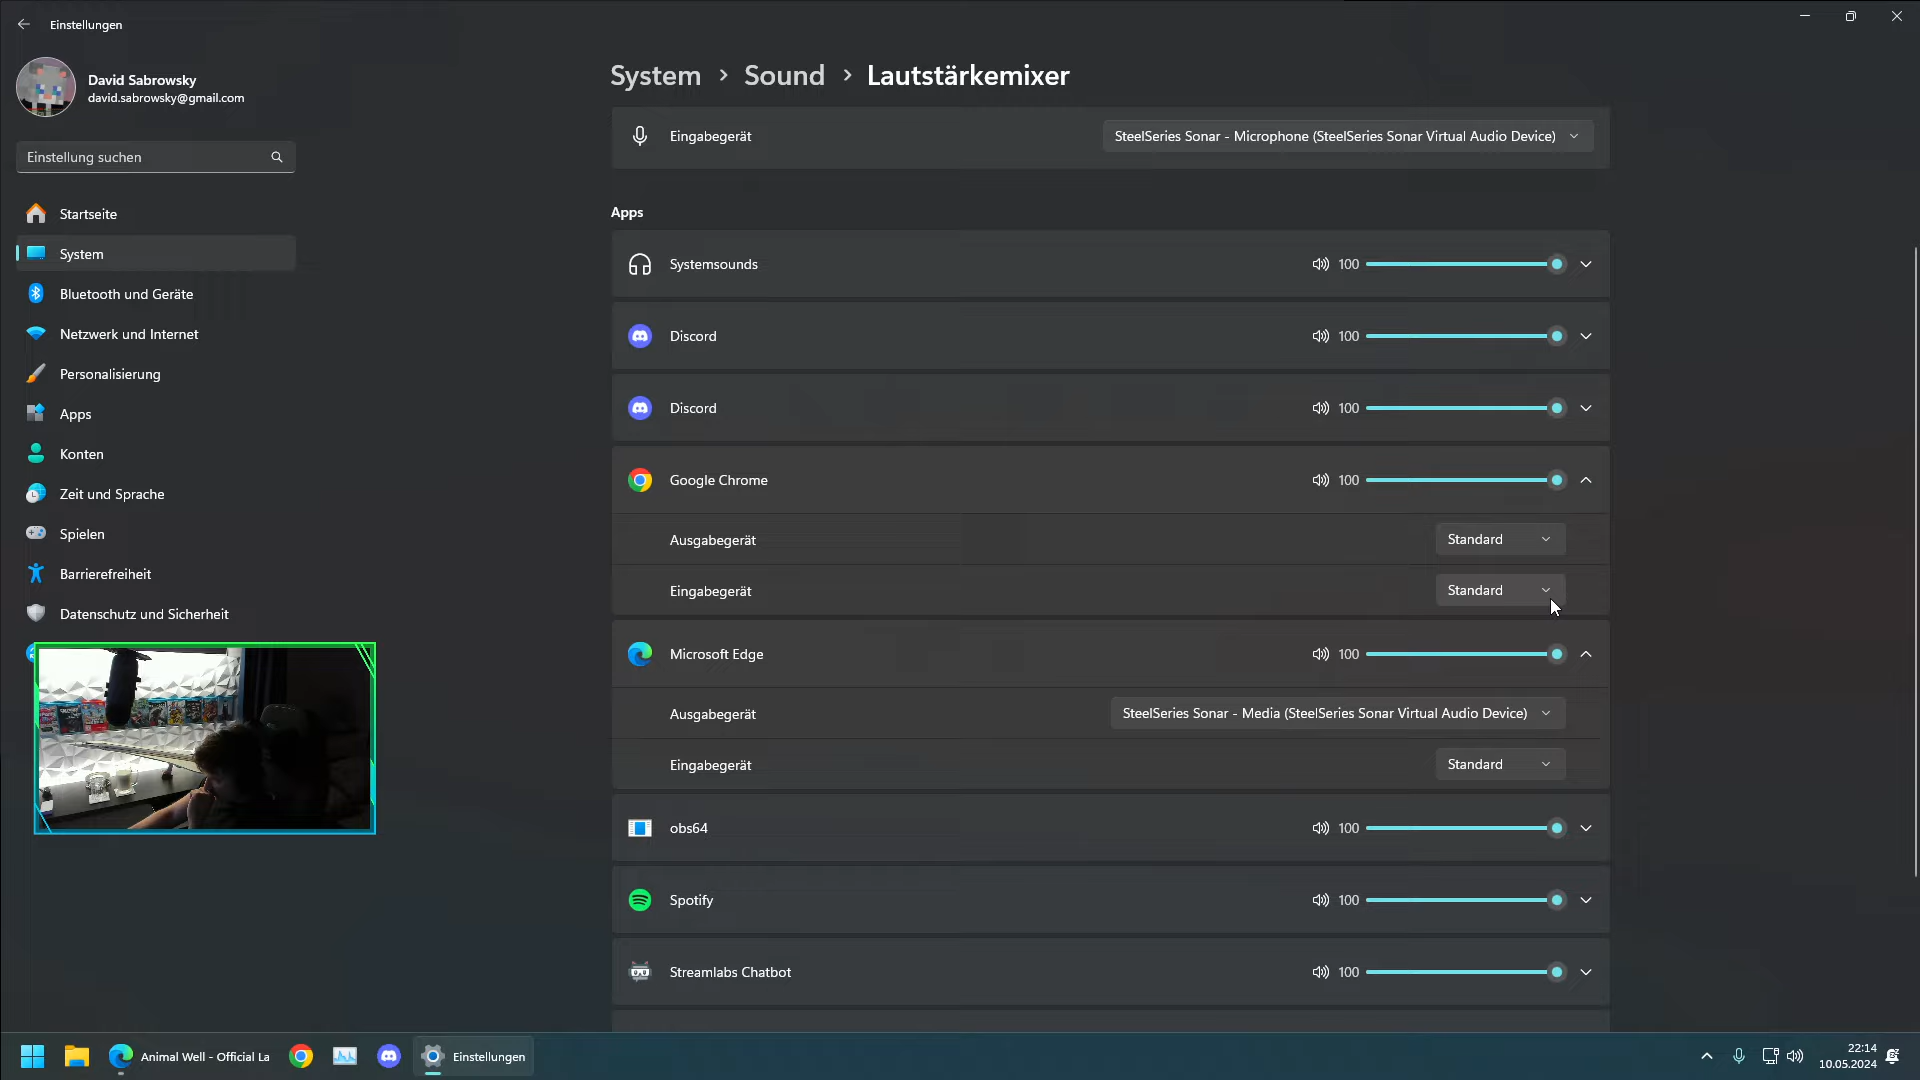 Einstellungen
David Sabrowsky
david.sabrowsky@gmail.com
Einstellung suchen
Startseite
System
Bluetooth und Geräte
Netzwerk und Internet
Personalisierung
Apps
Konten
Zeit und Sprache
Spielen
Barrierefreiheit
Datenschutz und Sicherheit
System > Sound > Lautstärkemixer
Eingabegerät SteelSeries Sonar - Microphone (SteelSeries Sonar Virtual Audio Device)
Apps
Systemsounds 100
Discord 100
Discord 100
Google Chrome 100
Ausgabegerät Standard
Eingabegerät Standard
Microsoft Edge 100
Ausgabegerät SteelSeries Sonar - Media (SteelSeries Sonar Virtual Audio Device)
Eingabegerät Standard
obs64 100
Spotify 100
Streamlabs Chatbot 100
Animal Well - Official La
Einstellungen
22:14
10.05.2024